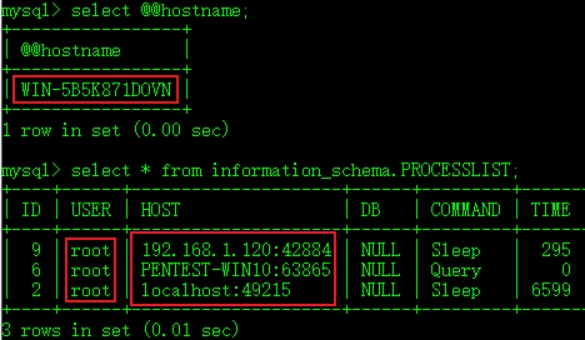 mysql> select @@hostname;
+-----------------+
| @@hostname |
+-----------------+
| WIN-5B5K871DOVN |
+-----------------+
1 row in set (0.00 sec)
mysql> select * from information_schema.PROCESSLIST;
| ID | USER | HOST | DB | COMMAND | TIME
| 9 | root | 192.168.1.120:42884 | NULL | Sleep | 295
| 6 | root | PENTEST-WIN10:63865 | NULL | Query | 0
| 2 | root | localhost:49215 | NULL | Sleep | 6599
3 rows in set (0.01 sec)